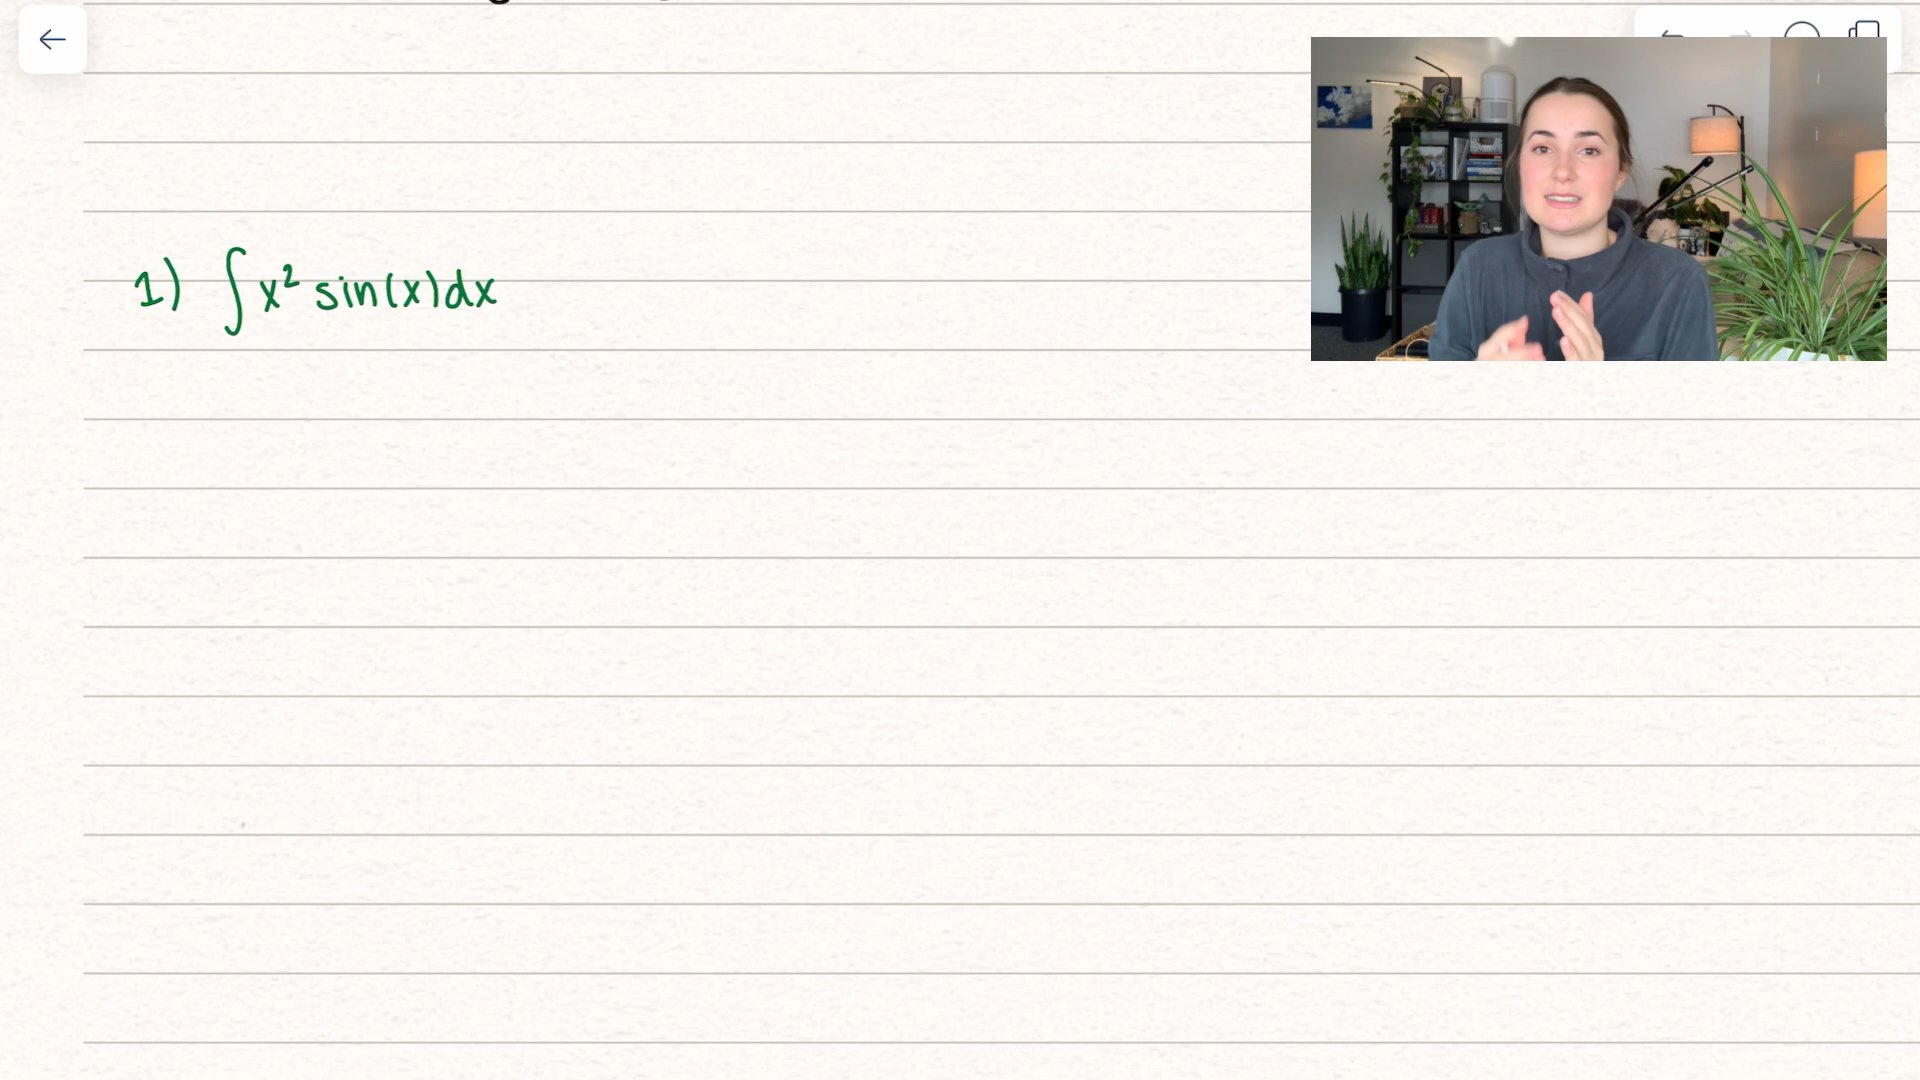 1) ∫ x² sin(x)dx